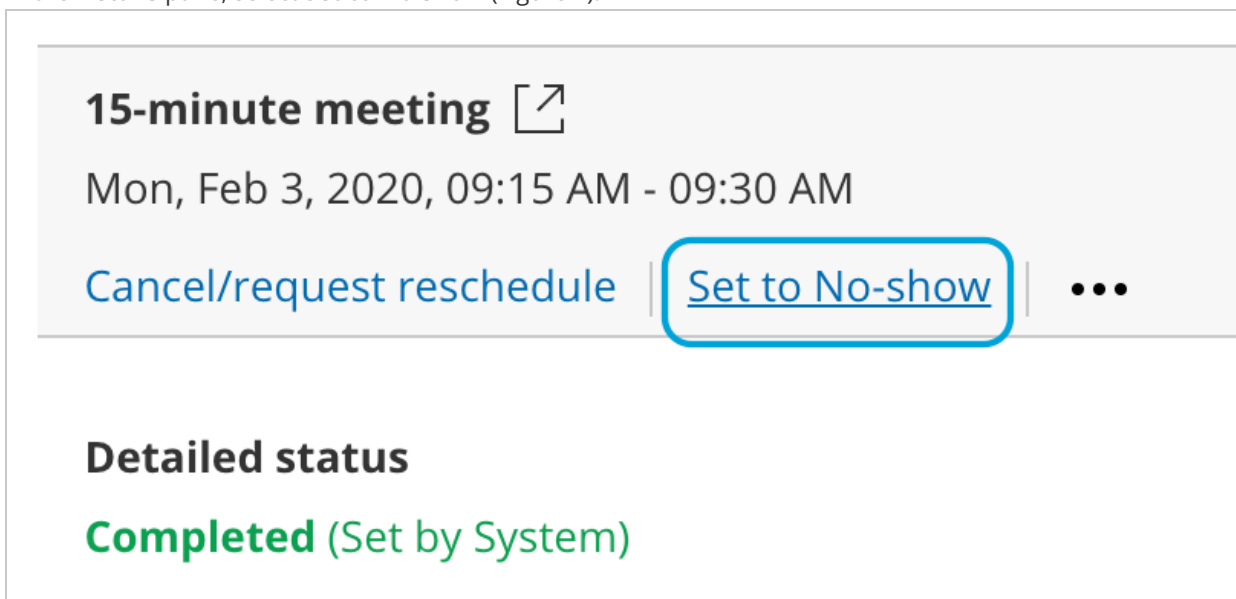 15-minute meeting
Mon, Feb 3, 2020, 09:15 AM - 09:30 AM
Cancel/request reschedule Set to No-show •••
Detailed status
Completed (Set by System)